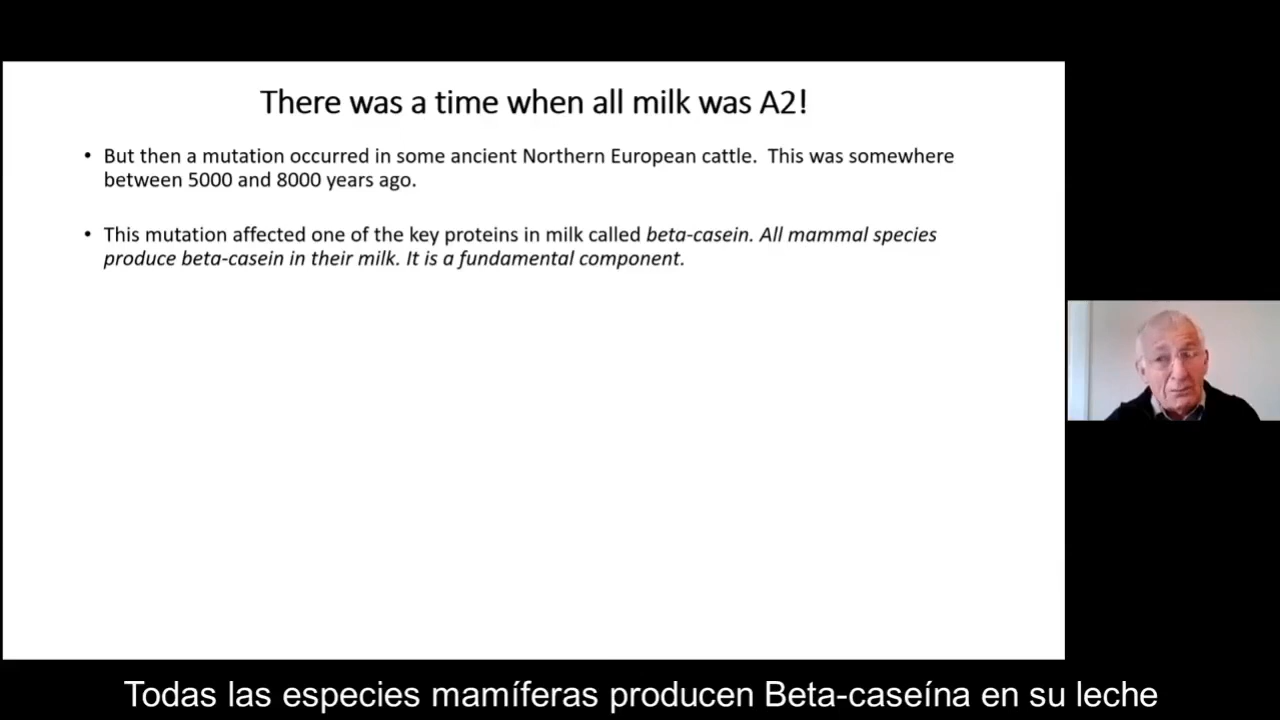 There was a time when all milk was A2!
• But then a mutation occurred in some ancient Northern European cattle. This was somewhere
between 5000 and 8000 years ago.
• This mutation affected one of the key proteins in milk called beta-casein. All mammal species
produce beta-casein in their milk. It is a fundamental component.
Todas las especies mamíferas producen Beta-caseína en su leche